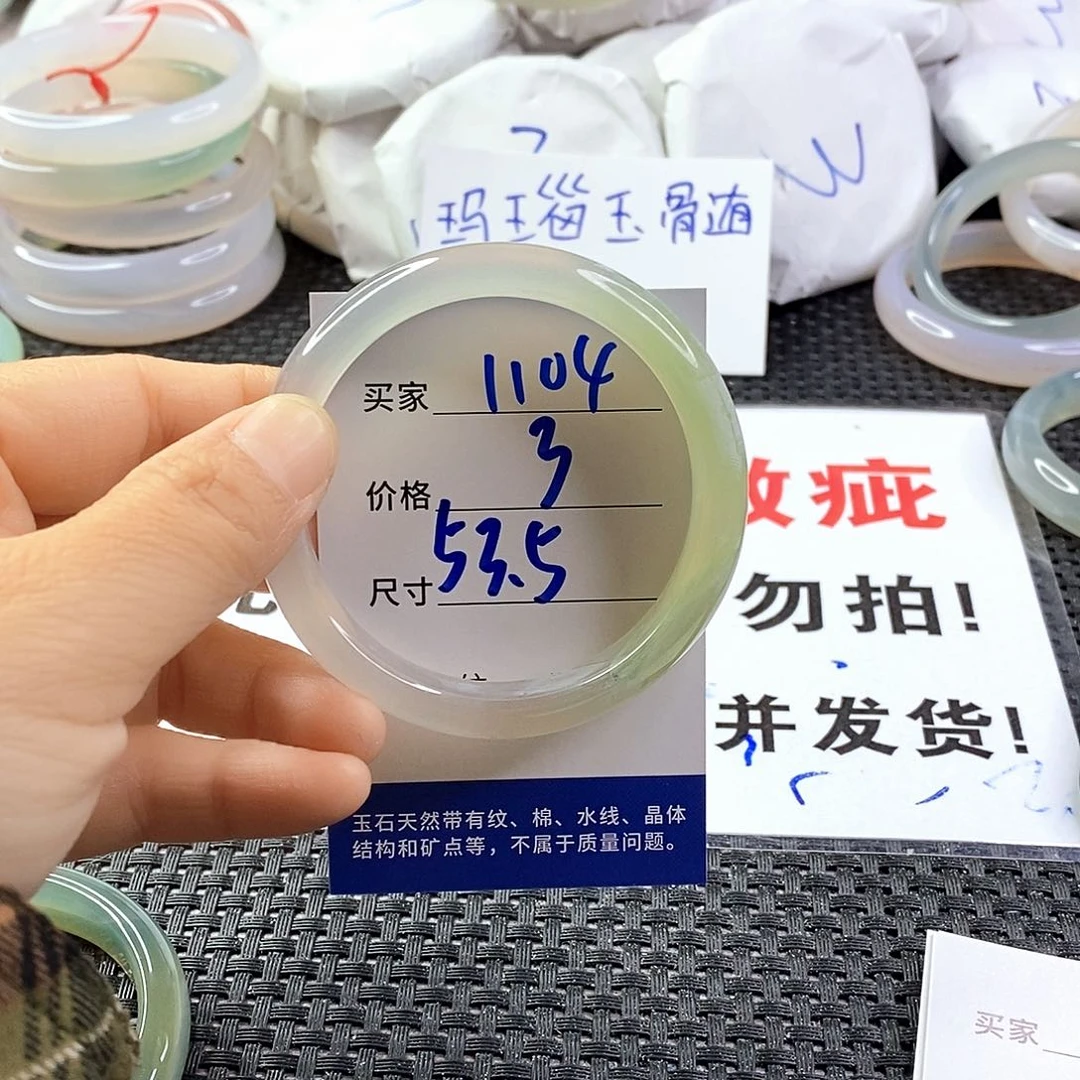 玛瑙玉骨髓
买家 1104
价格 3
尺寸 53.5
玉石天然带有纹、棉、水线、晶体
结构和矿点等，不属于质量问题。
疵
勿拍!
并发货!
买家